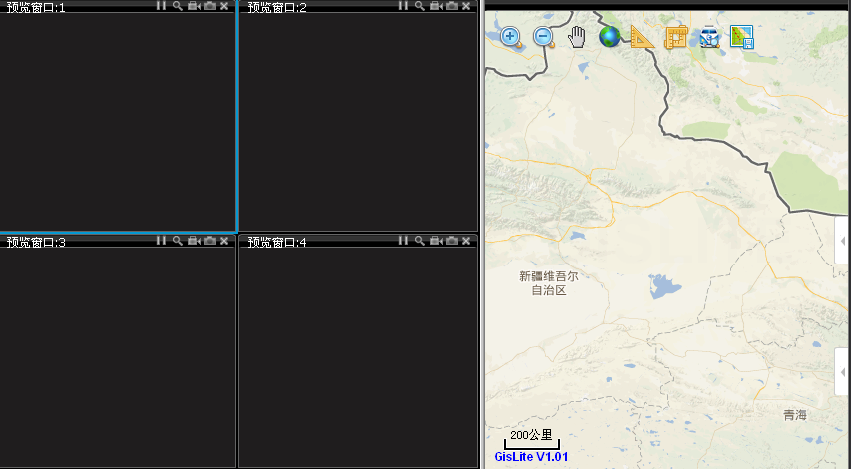 预览窗口:1
预览窗口:2
预览窗口:3
预览窗口:4
新疆维吾尔
自治区
青海
200公里
GisLite V1.01